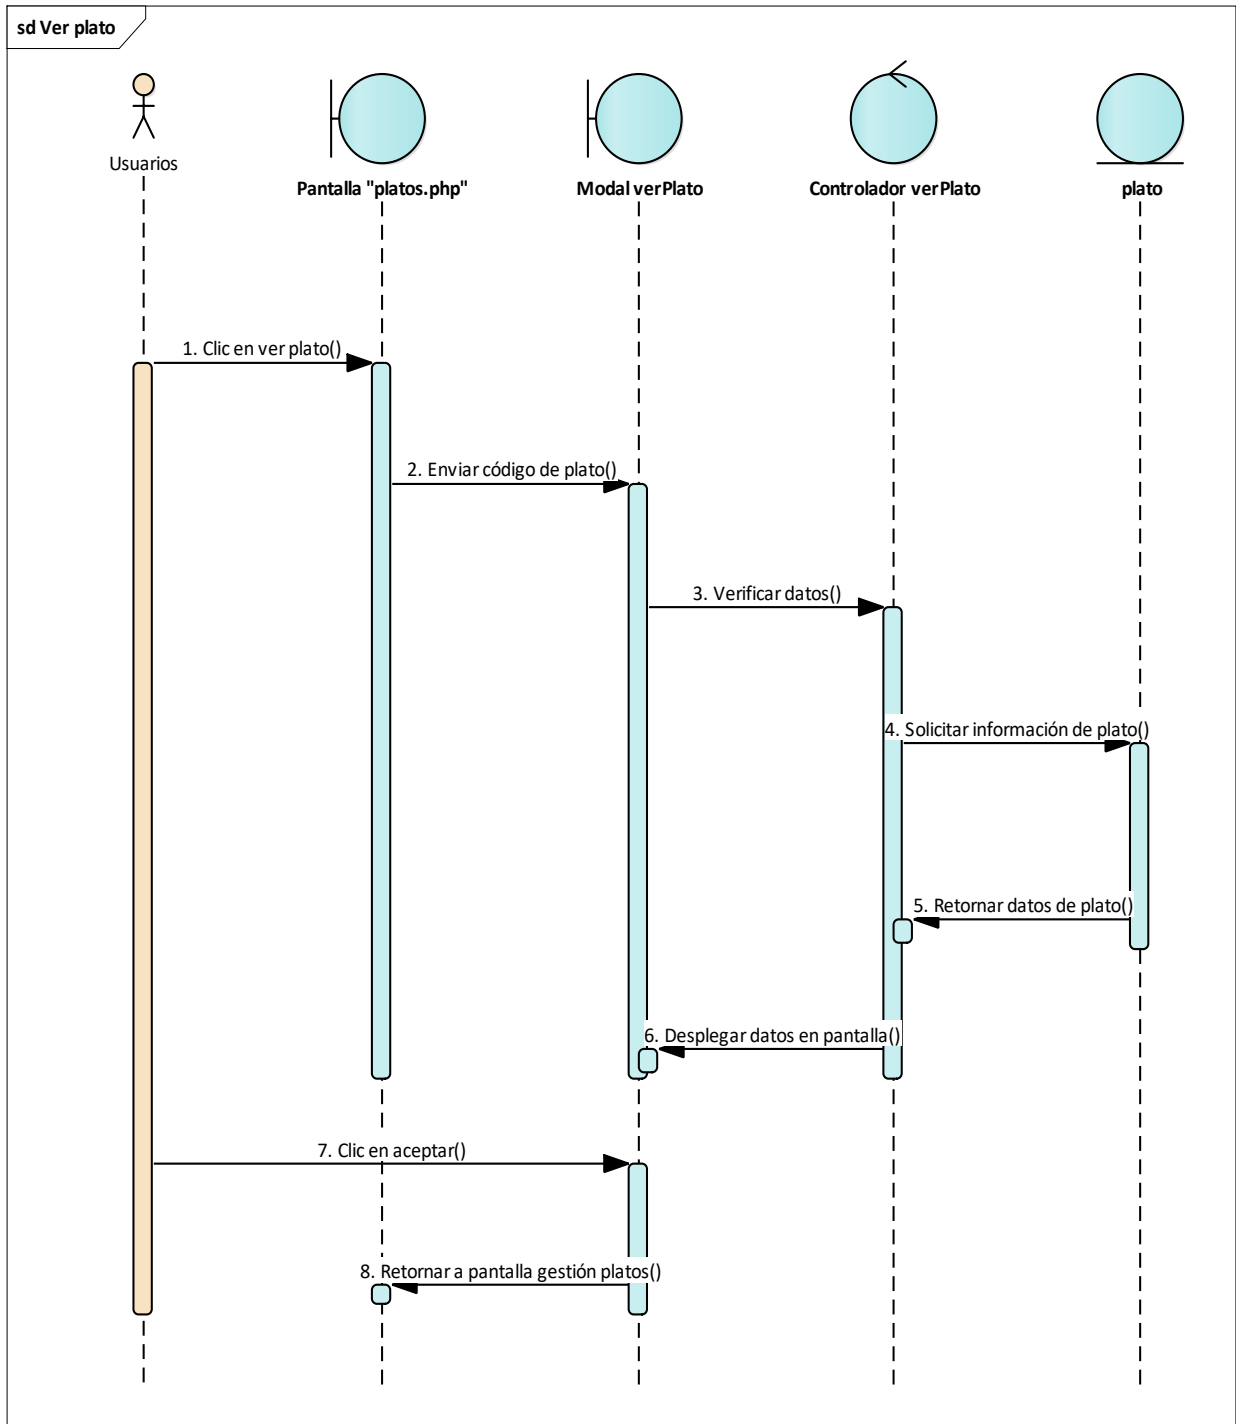 sd Ver plato
Usuarios
Pantalla "platos.php"
Modal verPlato
Controlador verPlato
plato
1. Clic en ver plato()
2. Enviar código de plato()
3. Verificar datos()
4. Solicitar información de plato()
5. Retornar datos de plato()
6. Desplegar datos en pantalla()
7. Clic en aceptar()
8. Retornar a pantalla gestión platos()